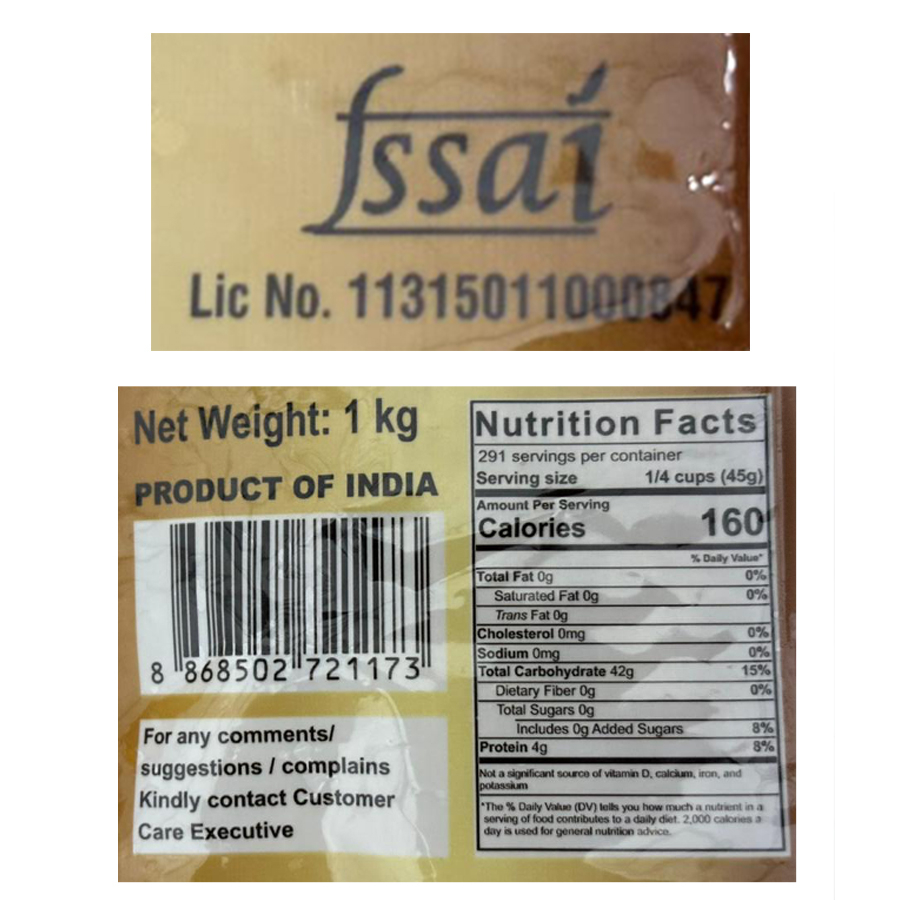 fssai
Lic No. 11315011000847
Net Weight: 1 kg
PRODUCT OF INDIA
8 868502 721173
For any comments/
suggestions / complains
Kindly contact Customer
Care Executive
Nutrition Facts
291 servings per container
Serving size 1/4 cups (45g)
Amount Per Serving
Calories 160
% Daily Value*
Total Fat 0g 0%
Saturated Fat 0g 0%
Trans Fat 0g
Cholesterol 0mg 0%
Sodium 0mg 0%
Total Carbohydrate 42g 15%
Dietary Fiber 0g 0%
Total Sugars 0g
Includes 0g Added Sugars 8%
Protein 4g 8%
Not a significant source of vitamin D, calcium, iron, and
potassium
*The % Daily Value (DV) tells you how much a nutrient in a
serving of food contributes to a daily diet. 2,000 calories a
day is used for general nutrition advice.